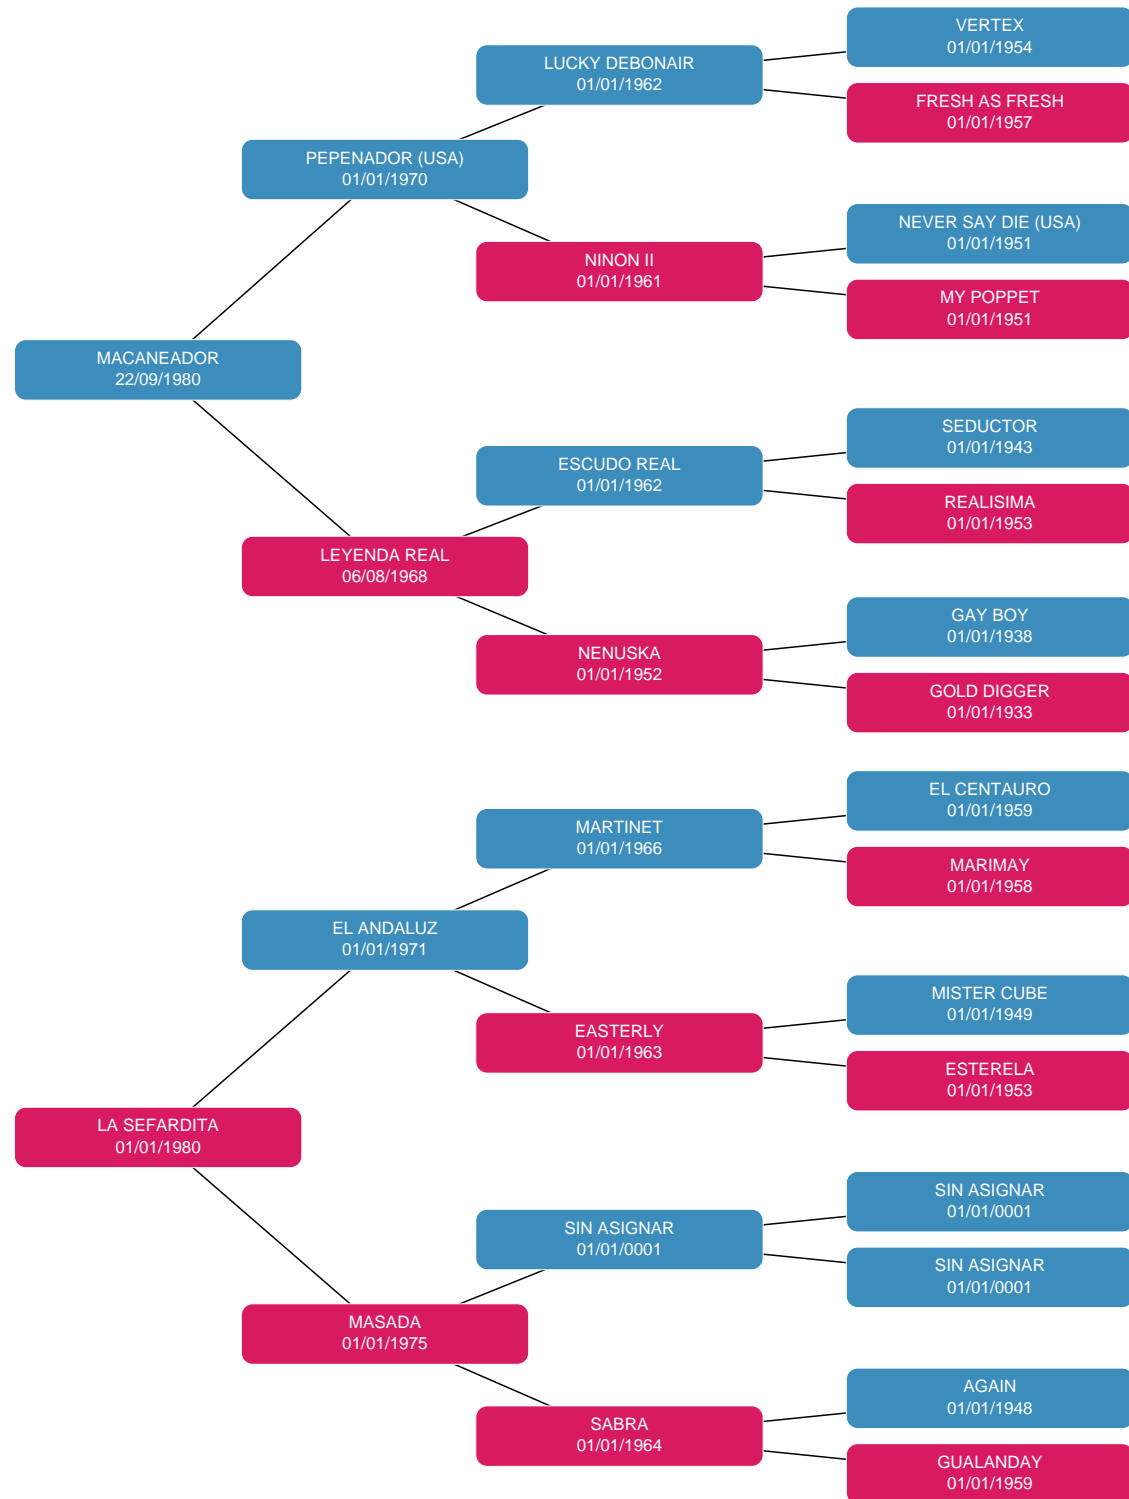 VERTEX
01/01/1954
LUCKY DEBONAIR
01/01/1962
FRESH AS FRESH
01/01/1957
PEPENADOR (USA)
01/01/1970
NEVER SAY DIE (USA)
01/01/1951
NINON II
01/01/1961
MY POPPET
01/01/1951
MACANEADOR
22/09/1980
SEDUCTOR
01/01/1943
ESCUDO REAL
01/01/1962
REALISIMA
01/01/1953
LEYENDA REAL
06/08/1968
GAY BOY
01/01/1938
NENUSKA
01/01/1952
GOLD DIGGER
01/01/1933
EL CENTAURO
01/01/1959
MARTINET
01/01/1966
MARIMAY
01/01/1958
EL ANDALUZ
01/01/1971
MISTER CUBE
01/01/1949
EASTERLY
01/01/1963
ESTERELA
01/01/1953
LA SEFARDITA
01/01/1980
SIN ASIGNAR
01/01/0001
SIN ASIGNAR
01/01/0001
SIN ASIGNAR
01/01/0001
MASADA
01/01/1975
AGAIN
01/01/1948
SABRA
01/01/1964
GUALANDAY
01/01/1959